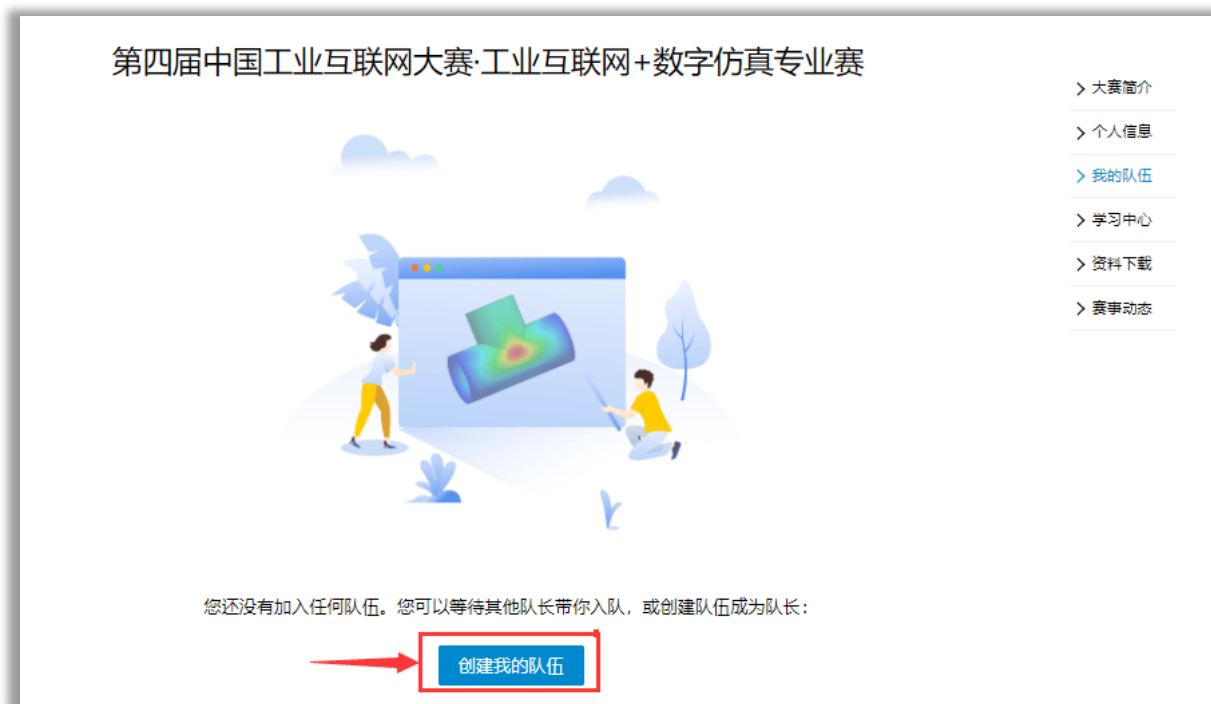 第四届中国工业互联网大赛·工业互联网+数字仿真专业赛
大赛简介
个人信息
我的队伍
学习中心
资料下载
赛事动态
您还没有加入任何队伍。您可以等待其他队长带你入队，或创建队伍成为队长：
创建我的队伍